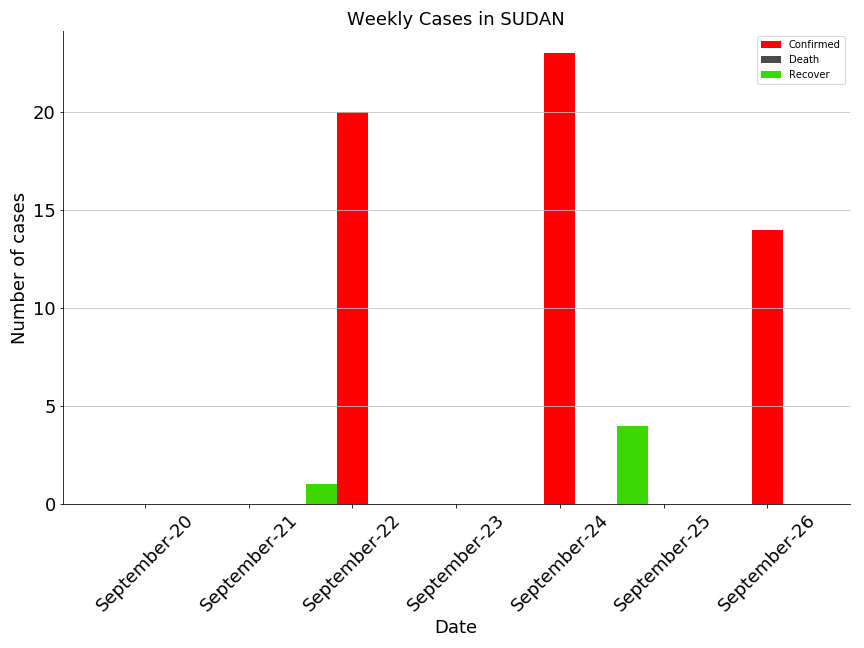 Weekly Cases in SUDAN
Confirmed
Death
Recover
Number of cases
20
15
10
5
0
September-20
September-21
September-22
September-23
September-24
September-25
September-26
Date